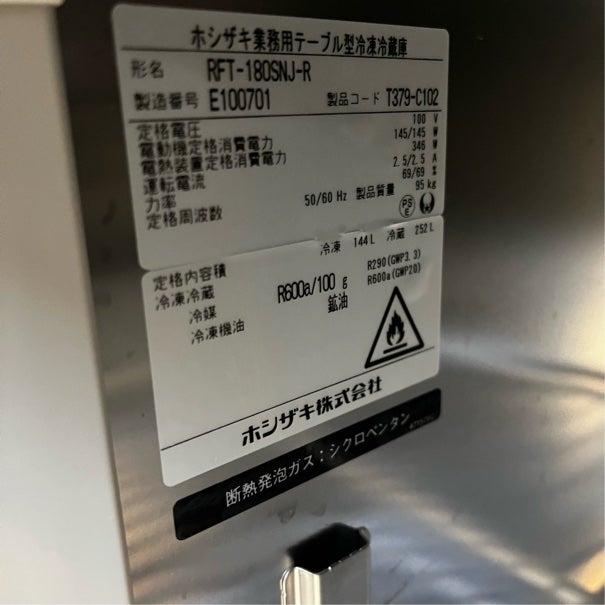 ホシザキ業務用テーブル型冷凍冷蔵庫
形名 RFT-180SNJ-R
製造番号 E100701 製品コード T379-C102
定格電圧 100 V
電動機定格消費電力 145/145 W
電熱装置定格消費電力 346 W
運転電流 2.5/2.5 A
力率 69/69 %
定格周波数 50/60 Hz 製品質量 95 kg
PS
E
定格内容積 冷凍 144 L 冷蔵 252 L
冷凍冷蔵
冷媒 R600a/100 g R290(GWP3.3)
R600a(GWP20)
冷凍機油 鉱油
ホシザキ株式会社
断熱発泡ガス：シクロペンタン